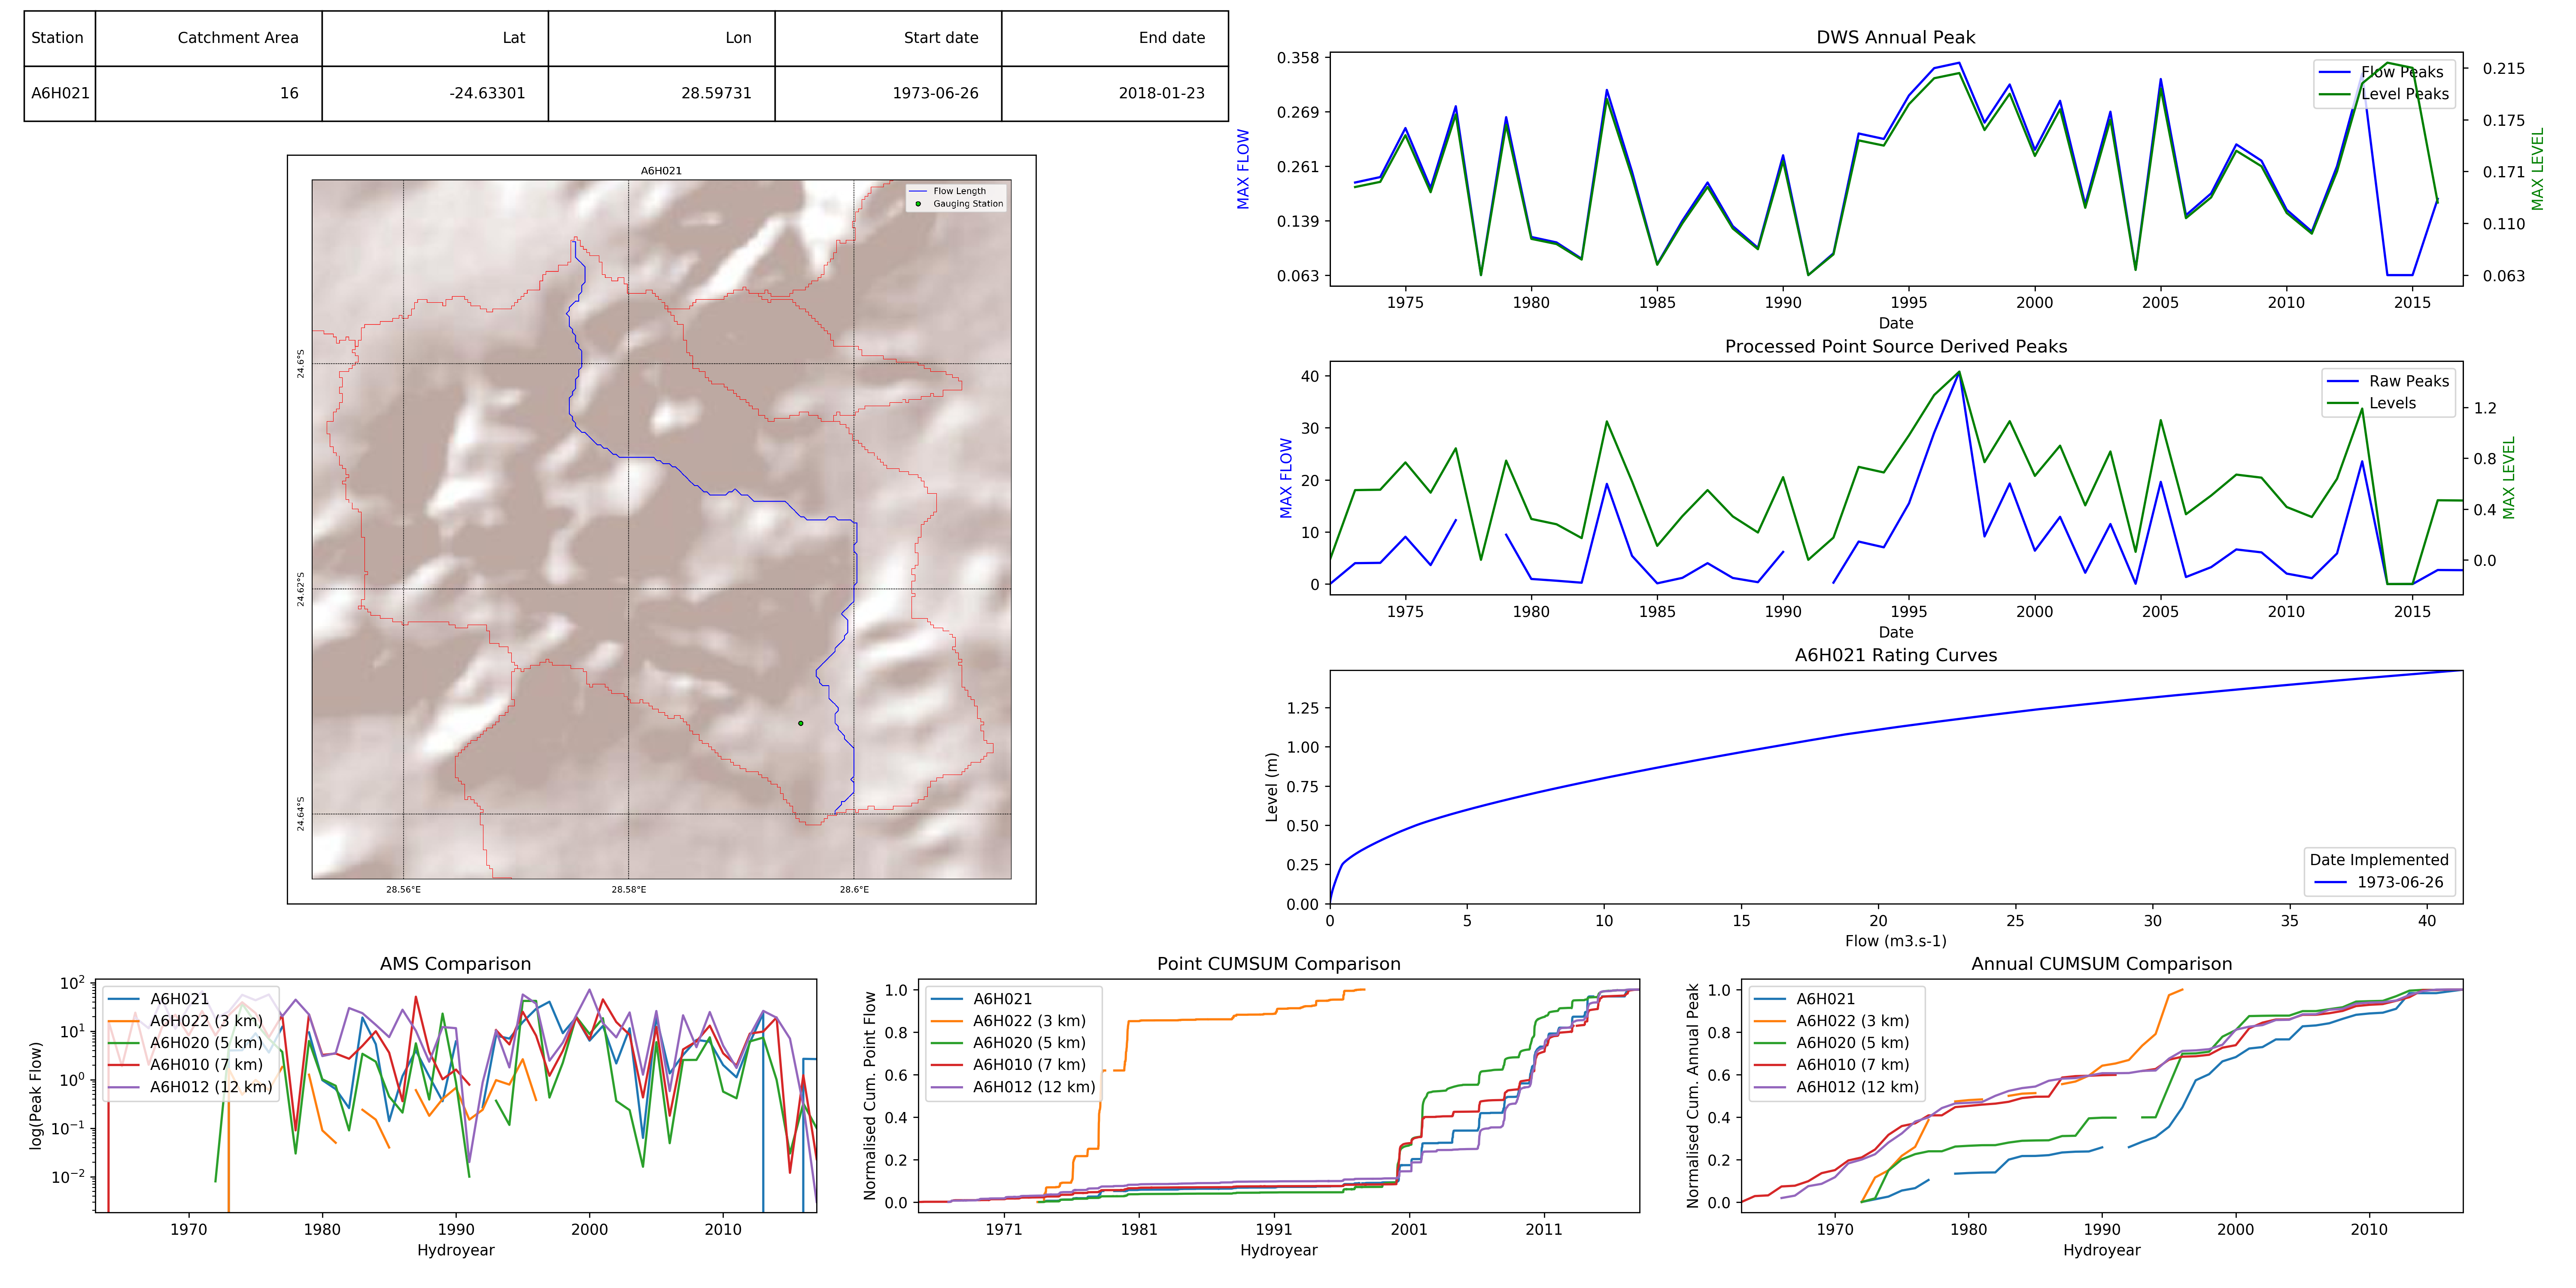 Station Catchment Area Lat Lon Start date End date
A6H021 16 -24.63301 28.59731 1973-06-26 2018-01-23
A6H021
Flow Length
Gauging Station
24.6°S
24.62°S
24.64°S
28.56°E 28.58°E 28.6°E
DWS Annual Peak
Flow Peaks
Level Peaks
MAX FLOW
MAX LEVEL
0.358
0.269
0.261
0.139
0.063
0.215
0.175
0.171
0.110
0.063
1975 1980 1985 1990 1995 2000 2005 2010 2015
Date
Processed Point Source Derived Peaks
Raw Peaks
Levels
MAX FLOW
MAX LEVEL
40
30
20
10
0
1.2
0.8
0.4
0.0
1975 1980 1985 1990 1995 2000 2005 2010 2015
Date
A6H021 Rating Curves
Level (m)
1.25
1.00
0.75
0.50
0.25
0.00
Date Implemented
1973-06-26
0 5 10 15 20 25 30 35 40
Flow (m3.s-1)
AMS Comparison
log(Peak Flow)
10²
10¹
10⁰
10⁻¹
10⁻²
A6H021
A6H022 (3 km)
A6H020 (5 km)
A6H010 (7 km)
A6H012 (12 km)
1970 1980 1990 2000 2010
Hydroyear
Point CUMSUM Comparison
Normalised Cum. Point Flow
1.0
0.8
0.6
0.4
0.2
0.0
A6H021
A6H022 (3 km)
A6H020 (5 km)
A6H010 (7 km)
A6H012 (12 km)
1971 1981 1991 2001 2011
Hydroyear
Annual CUMSUM Comparison
Normalised Cum. Annual Peak
1.0
0.8
0.6
0.4
0.2
0.0
A6H021
A6H022 (3 km)
A6H020 (5 km)
A6H010 (7 km)
A6H012 (12 km)
1970 1980 1990 2000 2010
Hydroyear